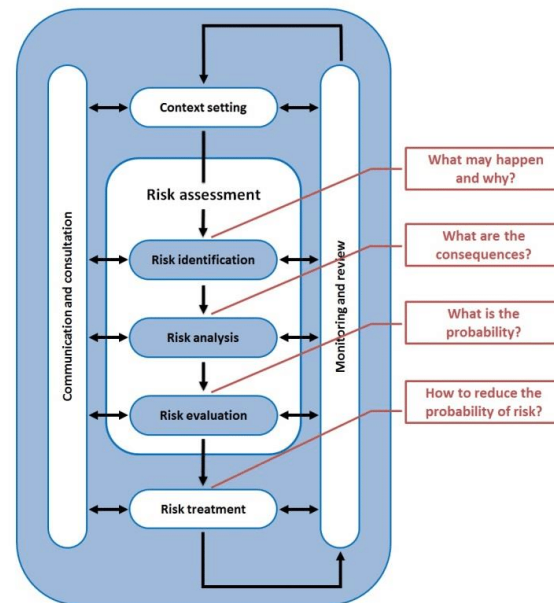 Context setting
What may happen
and why?
Risk assessment
Risk identification
What are the
consequences?
Communication and consultation
Monitoring and review
Risk analysis
What is the
probability?
Risk evaluation
How to reduce the
probability of risk?
Risk treatment